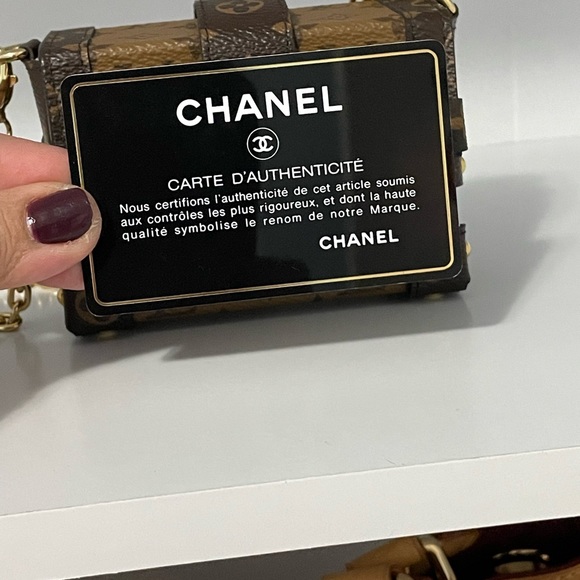 CHANEL
CARTE D'AUTHENTICITÉ
Nous certifions l'authenticité de cet article soumis
aux contrôles les plus rigoureux, et dont la haute
qualité symbolise le renom de notre Marque.
CHANEL